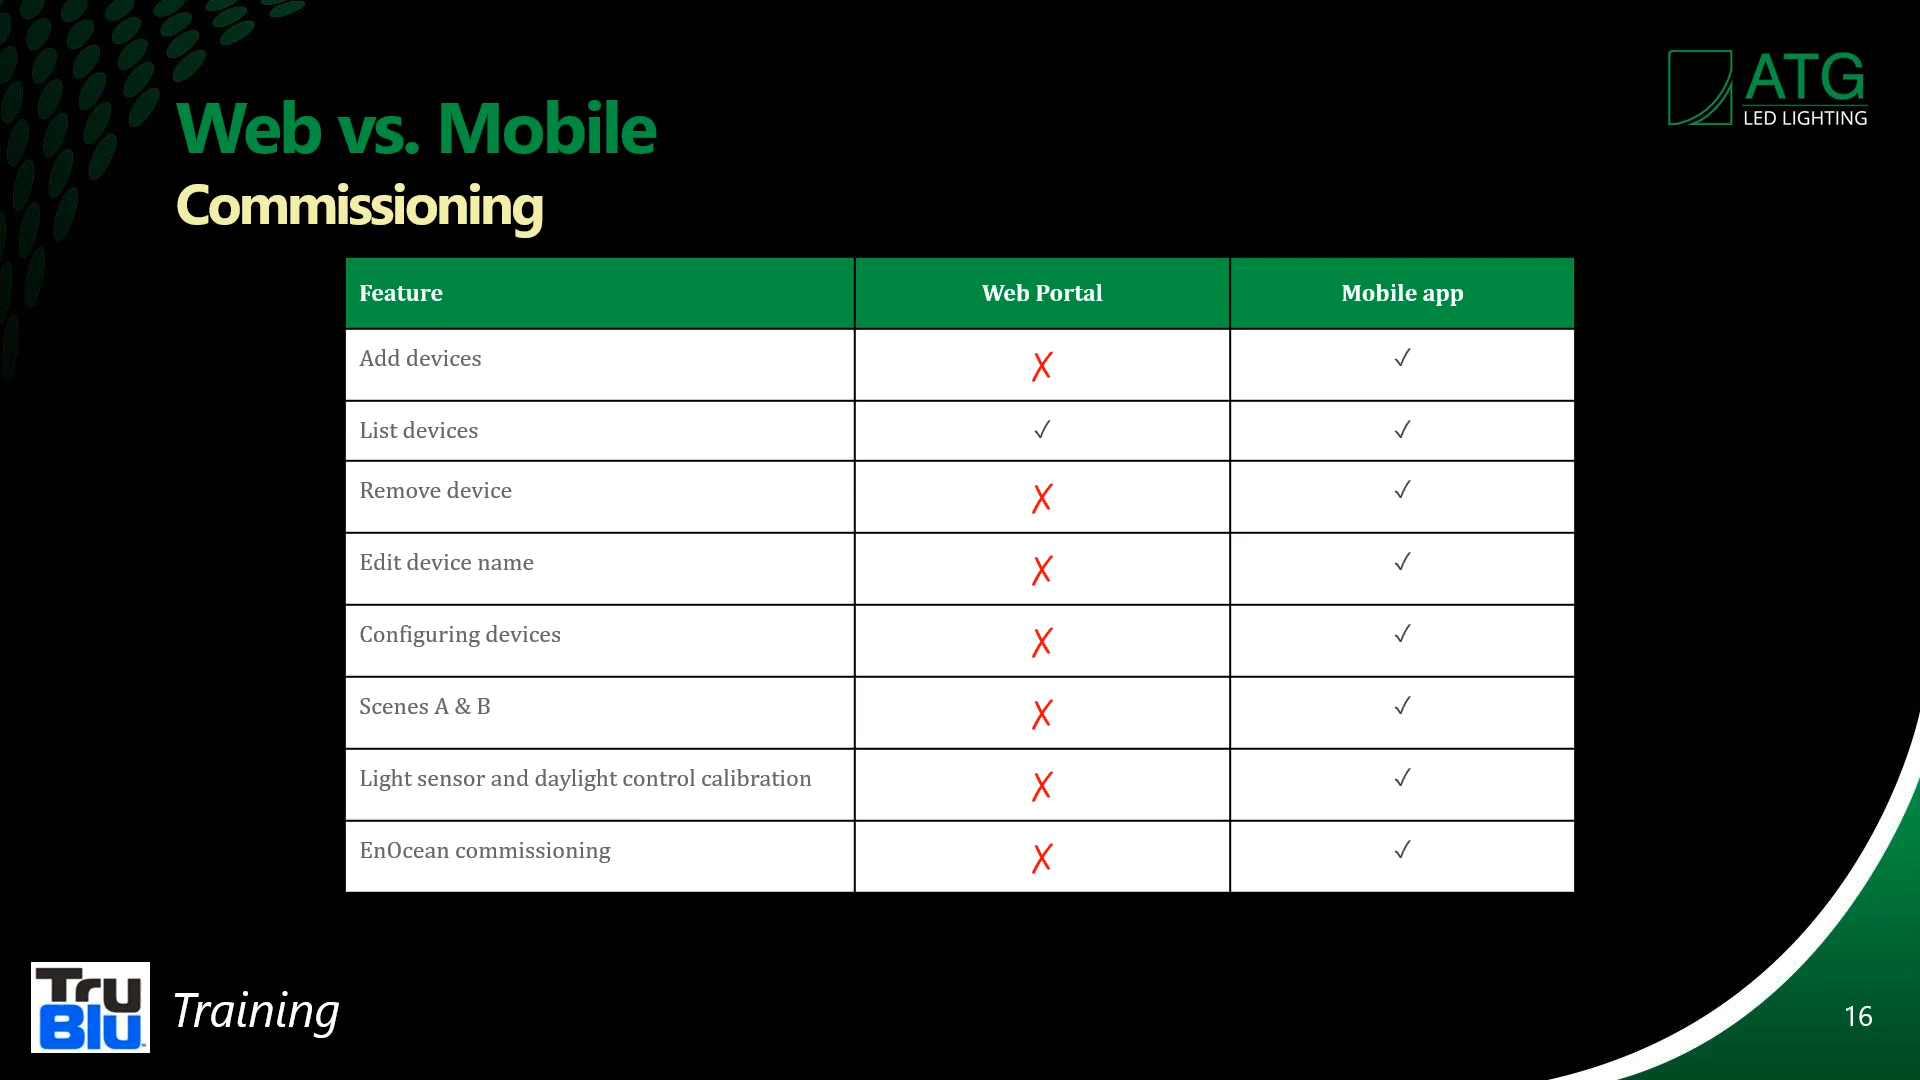 ATG
LED LIGHTING
Web vs. Mobile
Commissioning
Feature Web Portal Mobile app
Add devices ✗ ✓
List devices ✓ ✓
Remove device ✗ ✓
Edit device name ✗ ✓
Configuring devices ✗ ✓
Scenes A & B ✗ ✓
Light sensor and daylight control calibration ✗ ✓
EnOcean commissioning ✗ ✓
Tru
Blu
Training
16